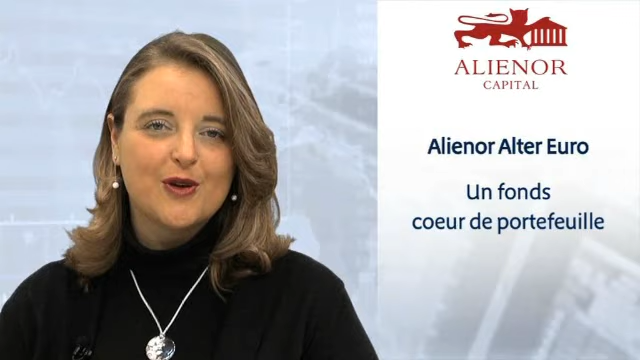 ALIENOR
CAPITAL
Alienor Alter Euro
Un fonds
coeur de portefeuille